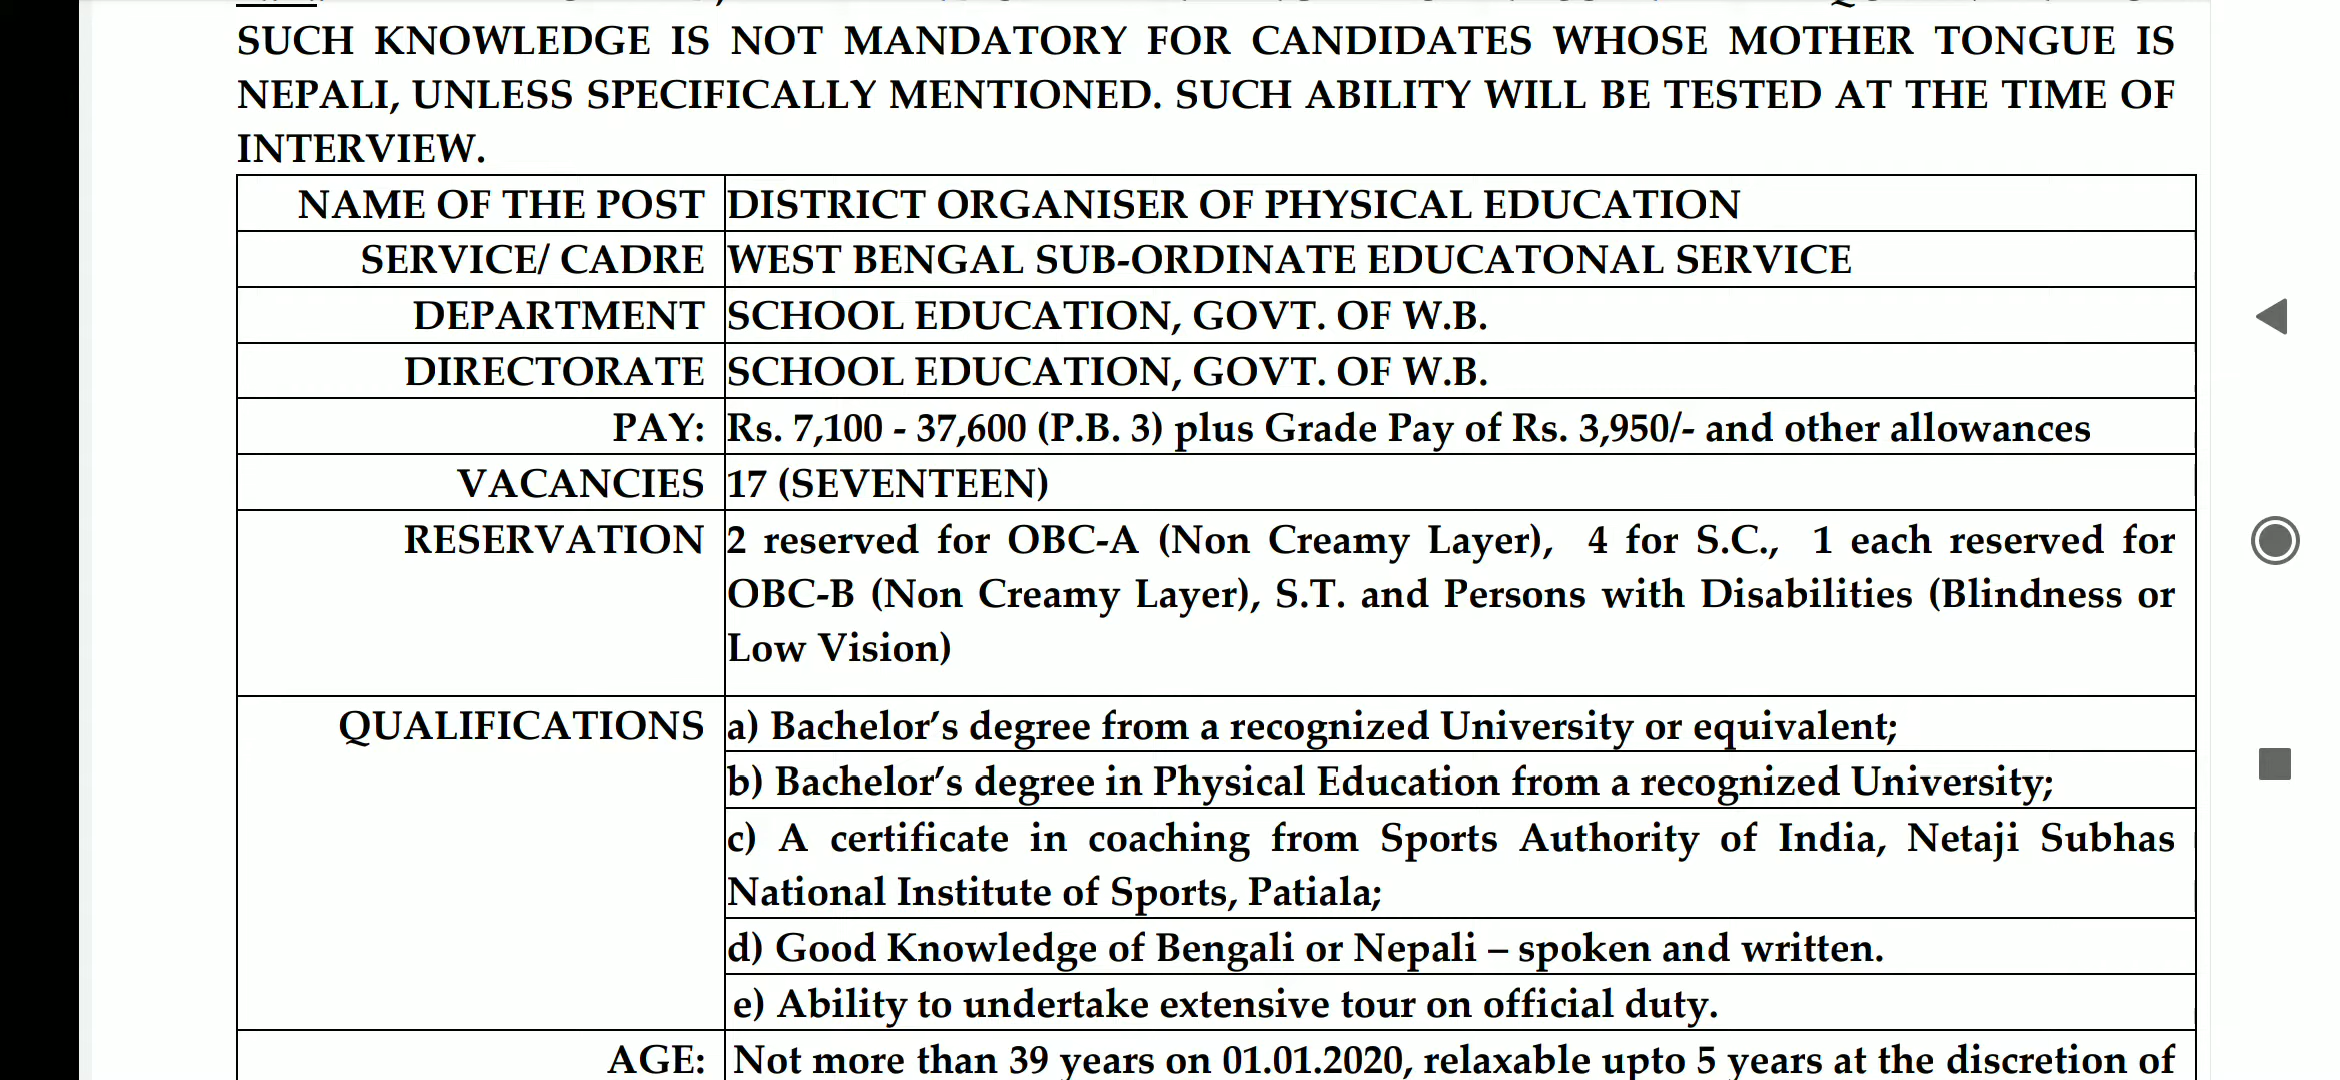 SUCH KNOWLEDGE IS NOT MANDATORY FOR CANDIDATES WHOSE MOTHER TONGUE IS
NEPALI, UNLESS SPECIFICALLY MENTIONED. SUCH ABILITY WILL BE TESTED AT THE TIME OF
INTERVIEW.
NAME OF THE POST DISTRICT ORGANISER OF PHYSICAL EDUCATION
SERVICE/ CADRE WEST BENGAL SUB-ORDINATE EDUCATONAL SERVICE
DEPARTMENT SCHOOL EDUCATION, GOVT. OF W.B.
DIRECTORATE SCHOOL EDUCATION, GOVT. OF W.B.
PAY: Rs. 7,100 - 37,600 (P.B. 3) plus Grade Pay of Rs. 3,950/- and other allowances
VACANCIES 17 (SEVENTEEN)
RESERVATION 2 reserved for OBC-A (Non Creamy Layer), 4 for S.C., 1 each reserved for
OBC-B (Non Creamy Layer), S.T. and Persons with Disabilities (Blindness or
Low Vision)
QUALIFICATIONS a) Bachelor’s degree from a recognized University or equivalent;
b) Bachelor’s degree in Physical Education from a recognized University;
c) A certificate in coaching from Sports Authority of India, Netaji Subhas
National Institute of Sports, Patiala;
d) Good Knowledge of Bengali or Nepali – spoken and written.
e) Ability to undertake extensive tour on official duty.
AGE: Not more than 39 years on 01.01.2020, relaxable upto 5 years at the discretion of